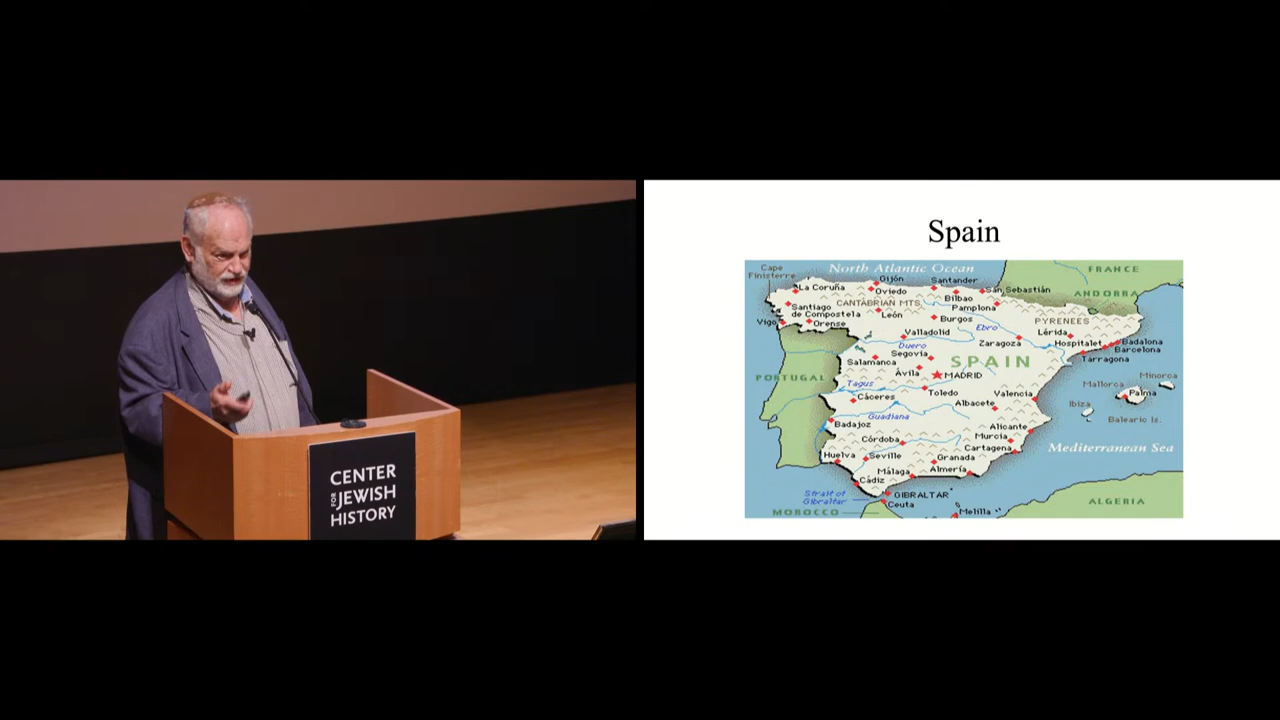 CENTER
FOR JEWISH
HISTORY
Spain
Cape
Finisterre
North Atlantic Ocean
FRANCE
ANDORRA
La Coruña
Gijón
Oviedo
Santander
San Sebastián
Bilbao
Pamplona
CANTABRIAN MTS.
Santiago
de Compostela
León
Vigo
Orense
Burgos
Ebro
PYRENEES
Valladolid
Lérida
Zaragoza
Hospitalet
Badalona
Barcelona
Tarragona
Duero
Segovia
Salamanca
SPAIN
Ávila
MADRID
PORTUGAL
Tagus
Toledo
Cáceres
Albacete
Valencia
Minorca
Mallorca
Palma
Ibiza
Balearic Is.
Guadiana
Badajoz
Alicante
Murcia
Córdoba
Cartagena
Mediterranean Sea
Huelva
Seville
Granada
Málaga
Almería
Cádiz
Strait of
Gibraltar
GIBRALTAR
Ceuta
MOROCCO
Melilla
ALGERIA